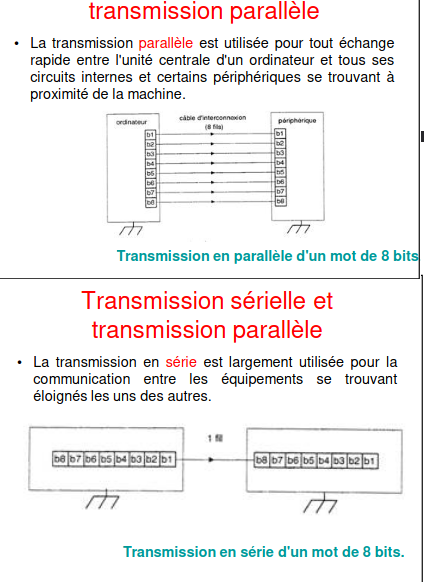 transmission parallèle
• La transmission parallèle est utilisée pour tout échange
rapide entre l'unité centrale d'un ordinateur et tous ses
circuits internes et certains périphériques se trouvant à
proximité de la machine.
ordinateur
câble d'interconnexion
(8 fils)
périphérique
b1 b1
b2 b2
b3 b3
b4 b4
b5 b5
b6 b6
b7 b7
b8 b8
Transmission en parallèle d'un mot de 8 bits
Transmission sérielle et
transmission parallèle
• La transmission en série est largement utilisée pour la
communication entre les équipements se trouvant
éloignés les uns des autres.
1 fil
b8 b7 b6 b5 b4 b3 b2 b1 b8 b7 b6 b5 b4 b3 b2 b1
Transmission en série d'un mot de 8 bits.